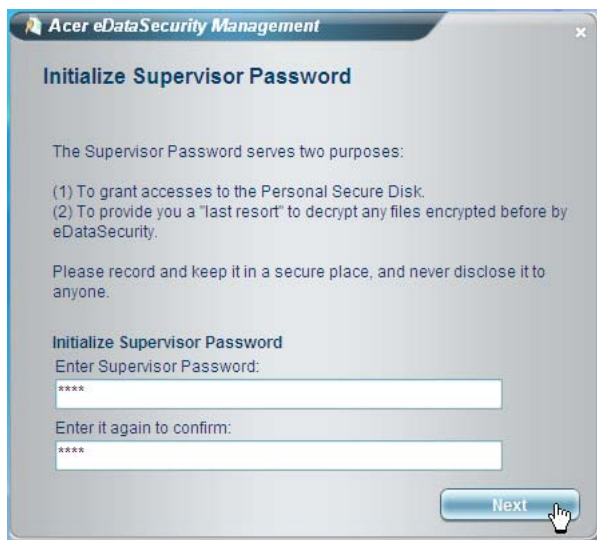 Acer eDataSecurity Management
x
Initialize Supervisor Password
The Supervisor Password serves two purposes:
(1) To grant accesses to the Personal Secure Disk.
(2) To provide you a "last resort" to decrypt any files encrypted before by
eDataSecurity.
Please record and keep it in a secure place, and never disclose it to
anyone.
Initialize Supervisor Password
Enter Supervisor Password:
****
Enter it again to confirm:
****
Next